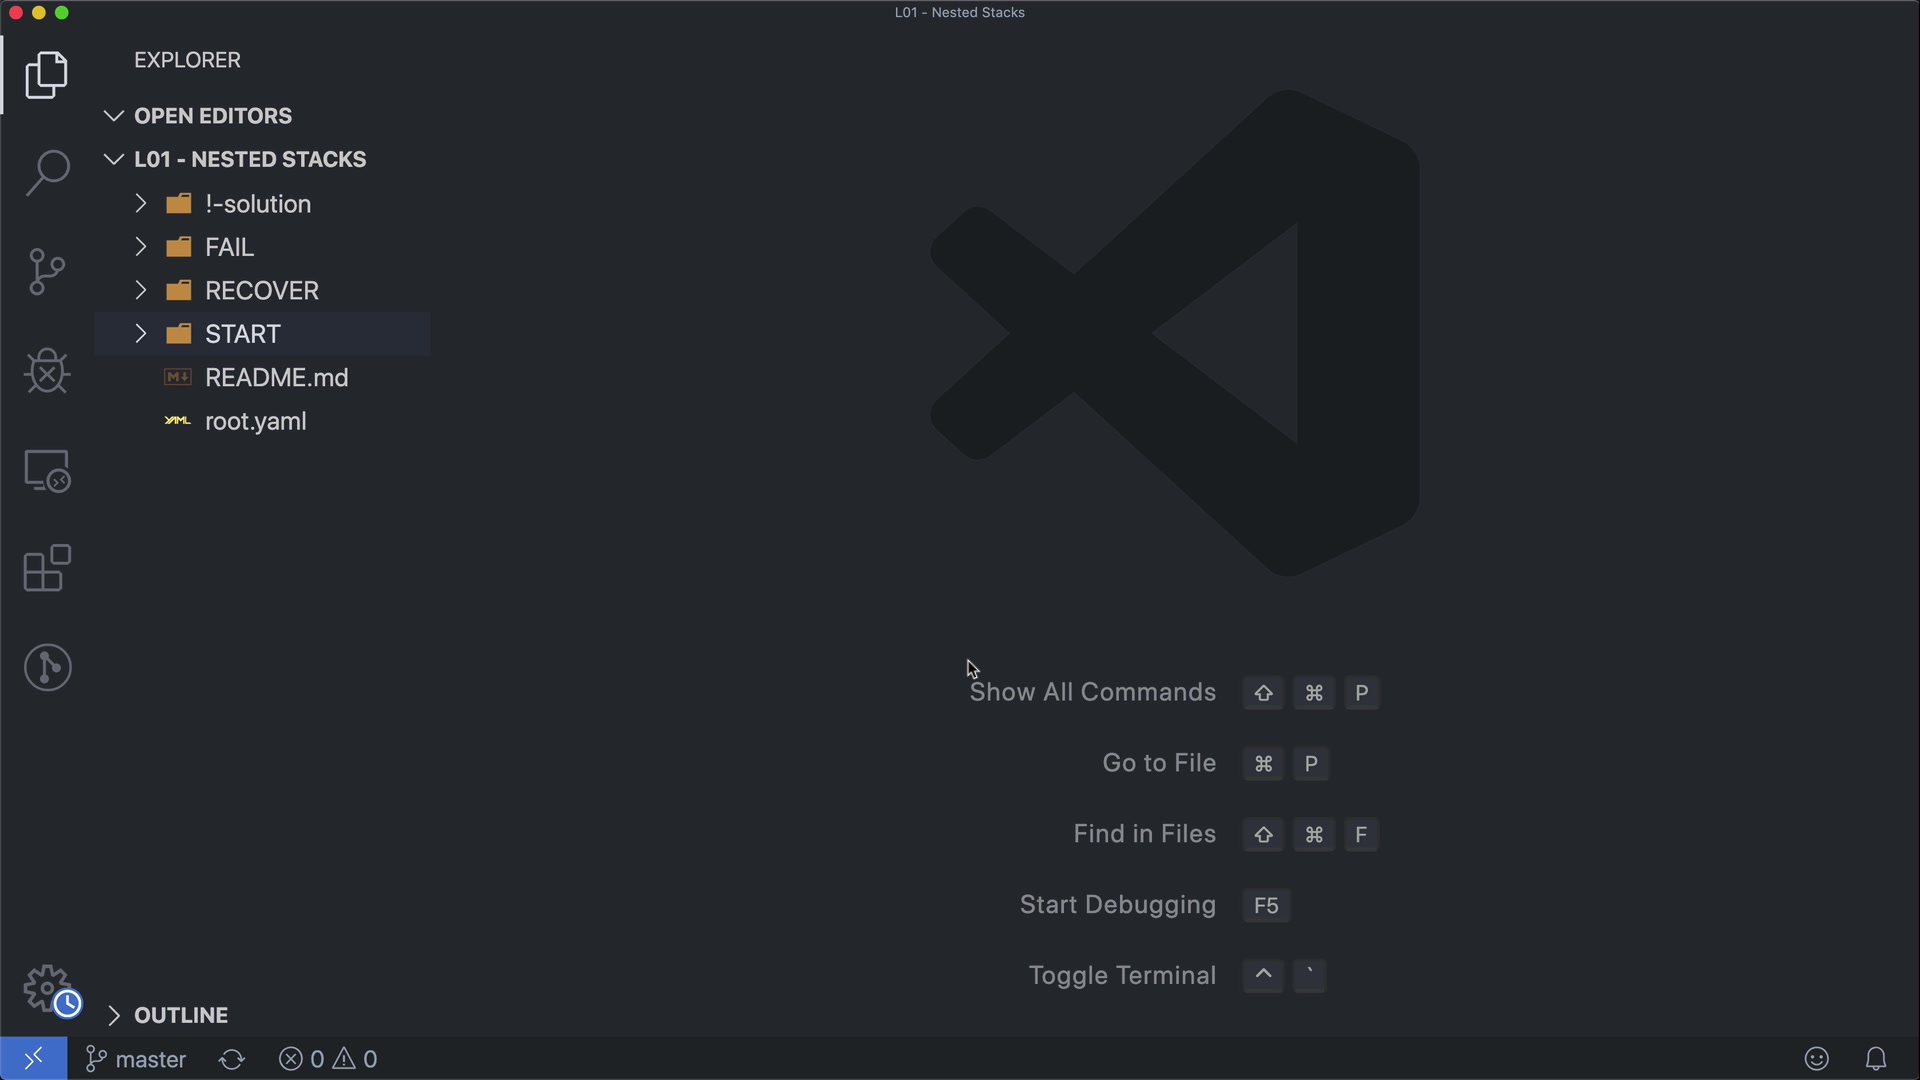 L01 - Nested Stacks
EXPLORER
OPEN EDITORS
L01 - NESTED STACKS
!-solution
FAIL
RECOVER
START
README.md
YAML root.yaml
Show All Commands ⇧ ⌘ P
Go to File ⌘ P
Find in Files ⇧ ⌘ F
Start Debugging F5
Toggle Terminal ^ `
OUTLINE
master 0 0